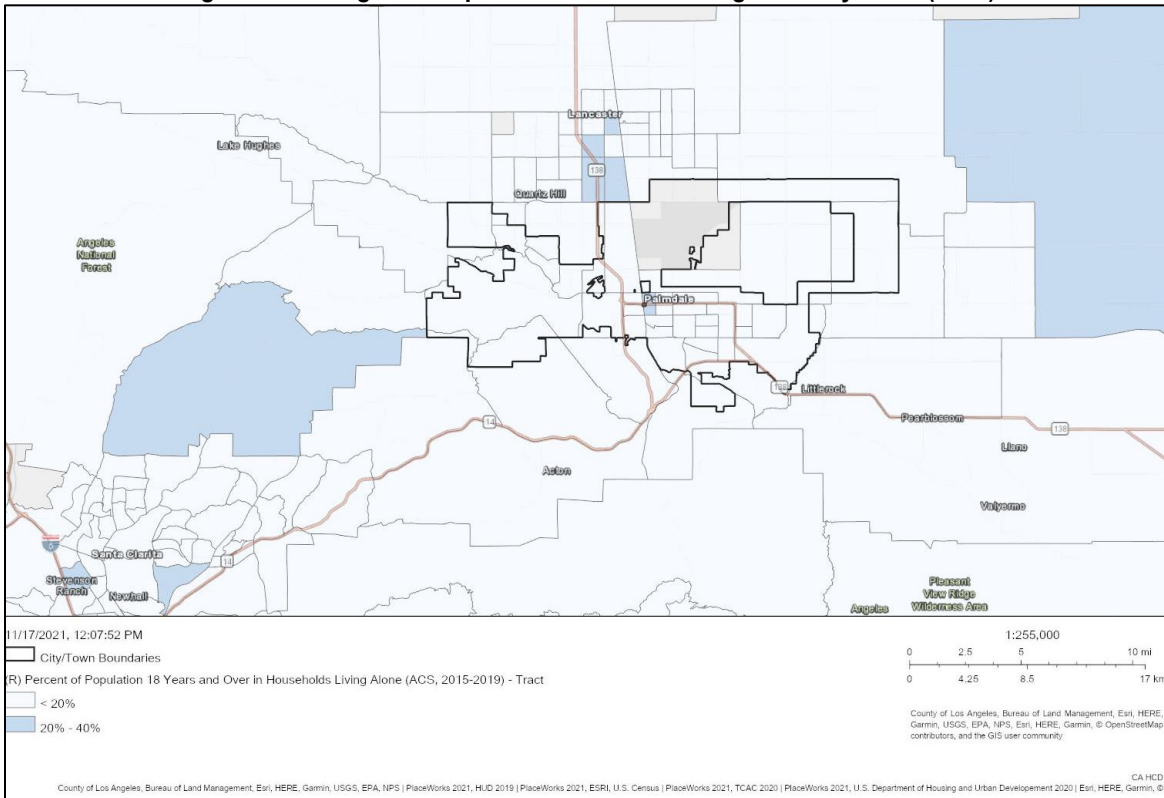 Lancaster
Lake Hughes
138
Quartz Hill
Angeles
National
Forest
Palmdale
138
Littlerock
14
Pearblossom
138
Llano
Acton
Valyermo
Santa Clarita
14
5
Stevenson
Ranch
Newhall
Pleasant
View Ridge
Wilderness Area
Angeles
11/17/2021, 12:07:52 PM
City/Town Boundaries
(R) Percent of Population 18 Years and Over in Households Living Alone (ACS, 2015-2019) - Tract
< 20%
20% - 40%
1:255,000
0 2.5 5 10 mi
0 4.25 8.5 17 km
County of Los Angeles, Bureau of Land Management, Esri, HERE,
Garmin, USGS, EPA, NPS, Esri, HERE, Garmin, © OpenStreetMap
contributors, and the GIS user community
CA HCD
County of Los Angeles, Bureau of Land Management, Esri, HERE, Garmin, USGS, EPA, NPS | PlaceWorks 2021, HUD 2019 | PlaceWorks 2021, ESRI, U.S. Census | PlaceWorks 2021, TCAC 2020 | PlaceWorks 2021, U.S. Department of Housing and Urban Developement 2020 | Esri, HERE, Garmin, ©